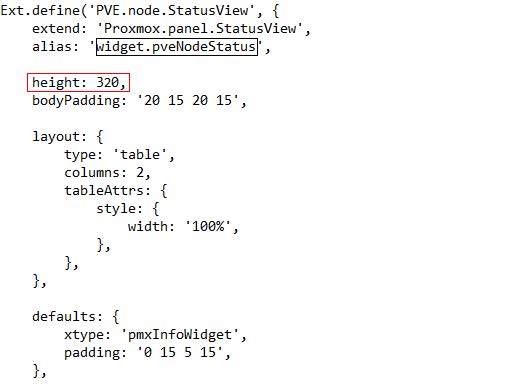 Ext.define('PVE.node.StatusView', {
    extend: 'Proxmox.panel.StatusView',
    alias: 'widget.pveNodeStatus',

    height: 320,
    bodyPadding: '20 15 20 15',

    layout: {
        type: 'table',
        columns: 2,
        tableAttrs: {
            style: {
                width: '100%',
            },
        },
    },

    defaults: {
        xtype: 'pmxInfoWidget',
        padding: '0 15 5 15',
    },